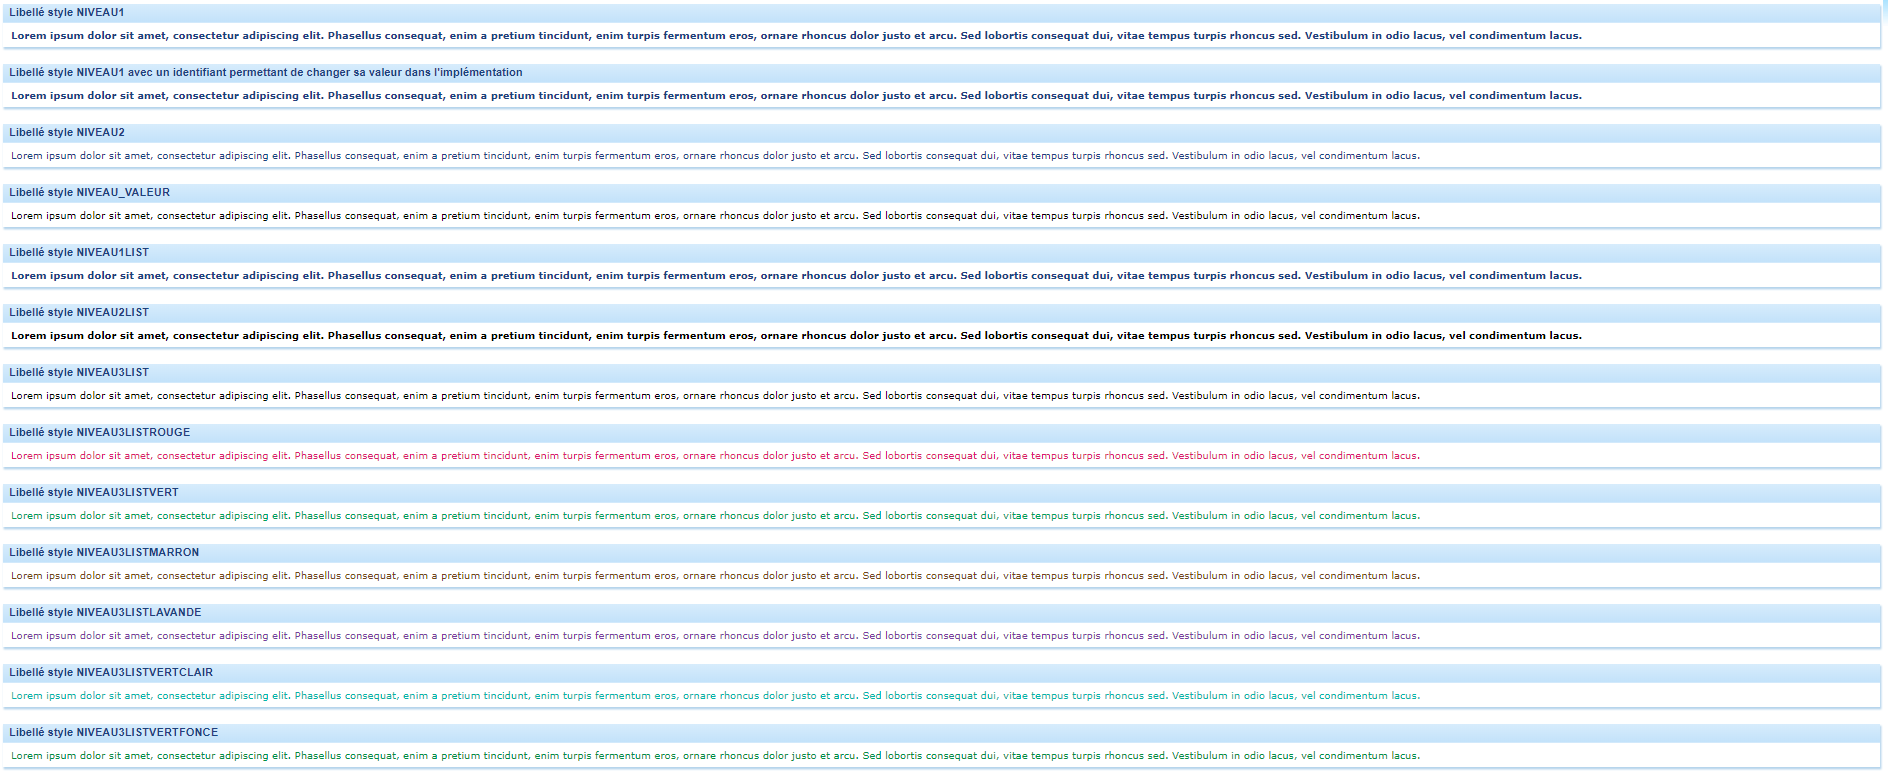 Libellé style NIVEAU1
Lorem ipsum dolor sit amet, consectetur adipiscing elit. Phasellus consequat, enim a pretium tincidunt, enim turpis fermentum eros, ornare rhoncus dolor justo et arcu. Sed lobortis consequat dui, vitae tempus turpis rhoncus sed. Vestibulum in odio lacus, vel condimentum lacus.
Libellé style NIVEAU1 avec un identifiant permettant de changer sa valeur dans l'implémentation
Lorem ipsum dolor sit amet, consectetur adipiscing elit. Phasellus consequat, enim a pretium tincidunt, enim turpis fermentum eros, ornare rhoncus dolor justo et arcu. Sed lobortis consequat dui, vitae tempus turpis rhoncus sed. Vestibulum in odio lacus, vel condimentum lacus.
Libellé style NIVEAU2
Lorem ipsum dolor sit amet, consectetur adipiscing elit. Phasellus consequat, enim a pretium tincidunt, enim turpis fermentum eros, ornare rhoncus dolor justo et arcu. Sed lobortis consequat dui, vitae tempus turpis rhoncus sed. Vestibulum in odio lacus, vel condimentum lacus.
Libellé style NIVEAU_VALEUR
Lorem ipsum dolor sit amet, consectetur adipiscing elit. Phasellus consequat, enim a pretium tincidunt, enim turpis fermentum eros, ornare rhoncus dolor justo et arcu. Sed lobortis consequat dui, vitae tempus turpis rhoncus sed. Vestibulum in odio lacus, vel condimentum lacus.
Libellé style NIVEAU1LIST
Lorem ipsum dolor sit amet, consectetur adipiscing elit. Phasellus consequat, enim a pretium tincidunt, enim turpis fermentum eros, ornare rhoncus dolor justo et arcu. Sed lobortis consequat dui, vitae tempus turpis rhoncus sed. Vestibulum in odio lacus, vel condimentum lacus.
Libellé style NIVEAU2LIST
Lorem ipsum dolor sit amet, consectetur adipiscing elit. Phasellus consequat, enim a pretium tincidunt, enim turpis fermentum eros, ornare rhoncus dolor justo et arcu. Sed lobortis consequat dui, vitae tempus turpis rhoncus sed. Vestibulum in odio lacus, vel condimentum lacus.
Libellé style NIVEAU3LIST
Lorem ipsum dolor sit amet, consectetur adipiscing elit. Phasellus consequat, enim a pretium tincidunt, enim turpis fermentum eros, ornare rhoncus dolor justo et arcu. Sed lobortis consequat dui, vitae tempus turpis rhoncus sed. Vestibulum in odio lacus, vel condimentum lacus.
Libellé style NIVEAU3LISTROUGE
Lorem ipsum dolor sit amet, consectetur adipiscing elit. Phasellus consequat, enim a pretium tincidunt, enim turpis fermentum eros, ornare rhoncus dolor justo et arcu. Sed lobortis consequat dui, vitae tempus turpis rhoncus sed. Vestibulum in odio lacus, vel condimentum lacus.
Libellé style NIVEAU3LISTVERT
Lorem ipsum dolor sit amet, consectetur adipiscing elit. Phasellus consequat, enim a pretium tincidunt, enim turpis fermentum eros, ornare rhoncus dolor justo et arcu. Sed lobortis consequat dui, vitae tempus turpis rhoncus sed. Vestibulum in odio lacus, vel condimentum lacus.
Libellé style NIVEAU3LISTMARRON
Lorem ipsum dolor sit amet, consectetur adipiscing elit. Phasellus consequat, enim a pretium tincidunt, enim turpis fermentum eros, ornare rhoncus dolor justo et arcu. Sed lobortis consequat dui, vitae tempus turpis rhoncus sed. Vestibulum in odio lacus, vel condimentum lacus.
Libellé style NIVEAU3LISTLAVANDE
Lorem ipsum dolor sit amet, consectetur adipiscing elit. Phasellus consequat, enim a pretium tincidunt, enim turpis fermentum eros, ornare rhoncus dolor justo et arcu. Sed lobortis consequat dui, vitae tempus turpis rhoncus sed. Vestibulum in odio lacus, vel condimentum lacus.
Libellé style NIVEAU3LISTVERTCLAIR
Lorem ipsum dolor sit amet, consectetur adipiscing elit. Phasellus consequat, enim a pretium tincidunt, enim turpis fermentum eros, ornare rhoncus dolor justo et arcu. Sed lobortis consequat dui, vitae tempus turpis rhoncus sed. Vestibulum in odio lacus, vel condimentum lacus.
Libellé style NIVEAU3LISTVERTFONCE
Lorem ipsum dolor sit amet, consectetur adipiscing elit. Phasellus consequat, enim a pretium tincidunt, enim turpis fermentum eros, ornare rhoncus dolor justo et arcu. Sed lobortis consequat dui, vitae tempus turpis rhoncus sed. Vestibulum in odio lacus, vel condimentum lacus.